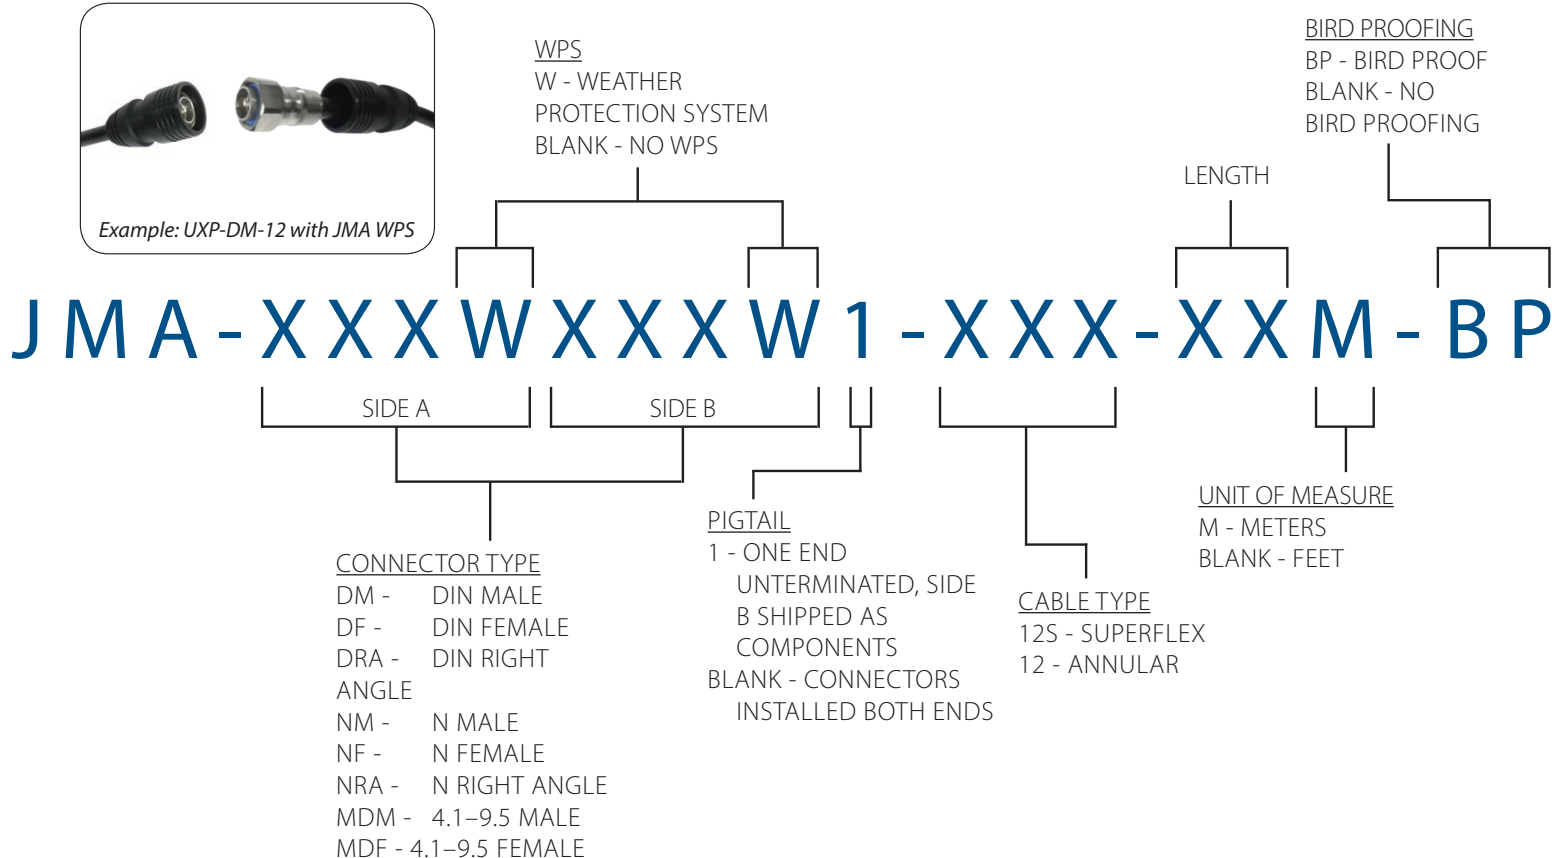 WPS
W - WEATHER
PROTECTION SYSTEM
BLANK - NO WPS
BIRD PROOFING
BP - BIRD PROOF
BLANK - NO
BIRD PROOFING
LENGTH
Example: UXP-DM-12 with JMA WPS
JMA-XXXWXXXW1-XXX-XXM-BP
SIDE A
SIDE B
CONNECTOR TYPE
DM - DIN MALE
DF - DIN FEMALE
DRA - DIN RIGHT
ANGLE
NM - N MALE
NF - N FEMALE
NRA - N RIGHT ANGLE
MDM - 4.1–9.5 MALE
MDF - 4.1–9.5 FEMALE
PIGTAIL
1 - ONE END
UNTERMINATED, SIDE
B SHIPPED AS
COMPONENTS
BLANK - CONNECTORS
INSTALLED BOTH ENDS
CABLE TYPE
12S - SUPERFLEX
12 - ANNULAR
UNIT OF MEASURE
M - METERS
BLANK - FEET